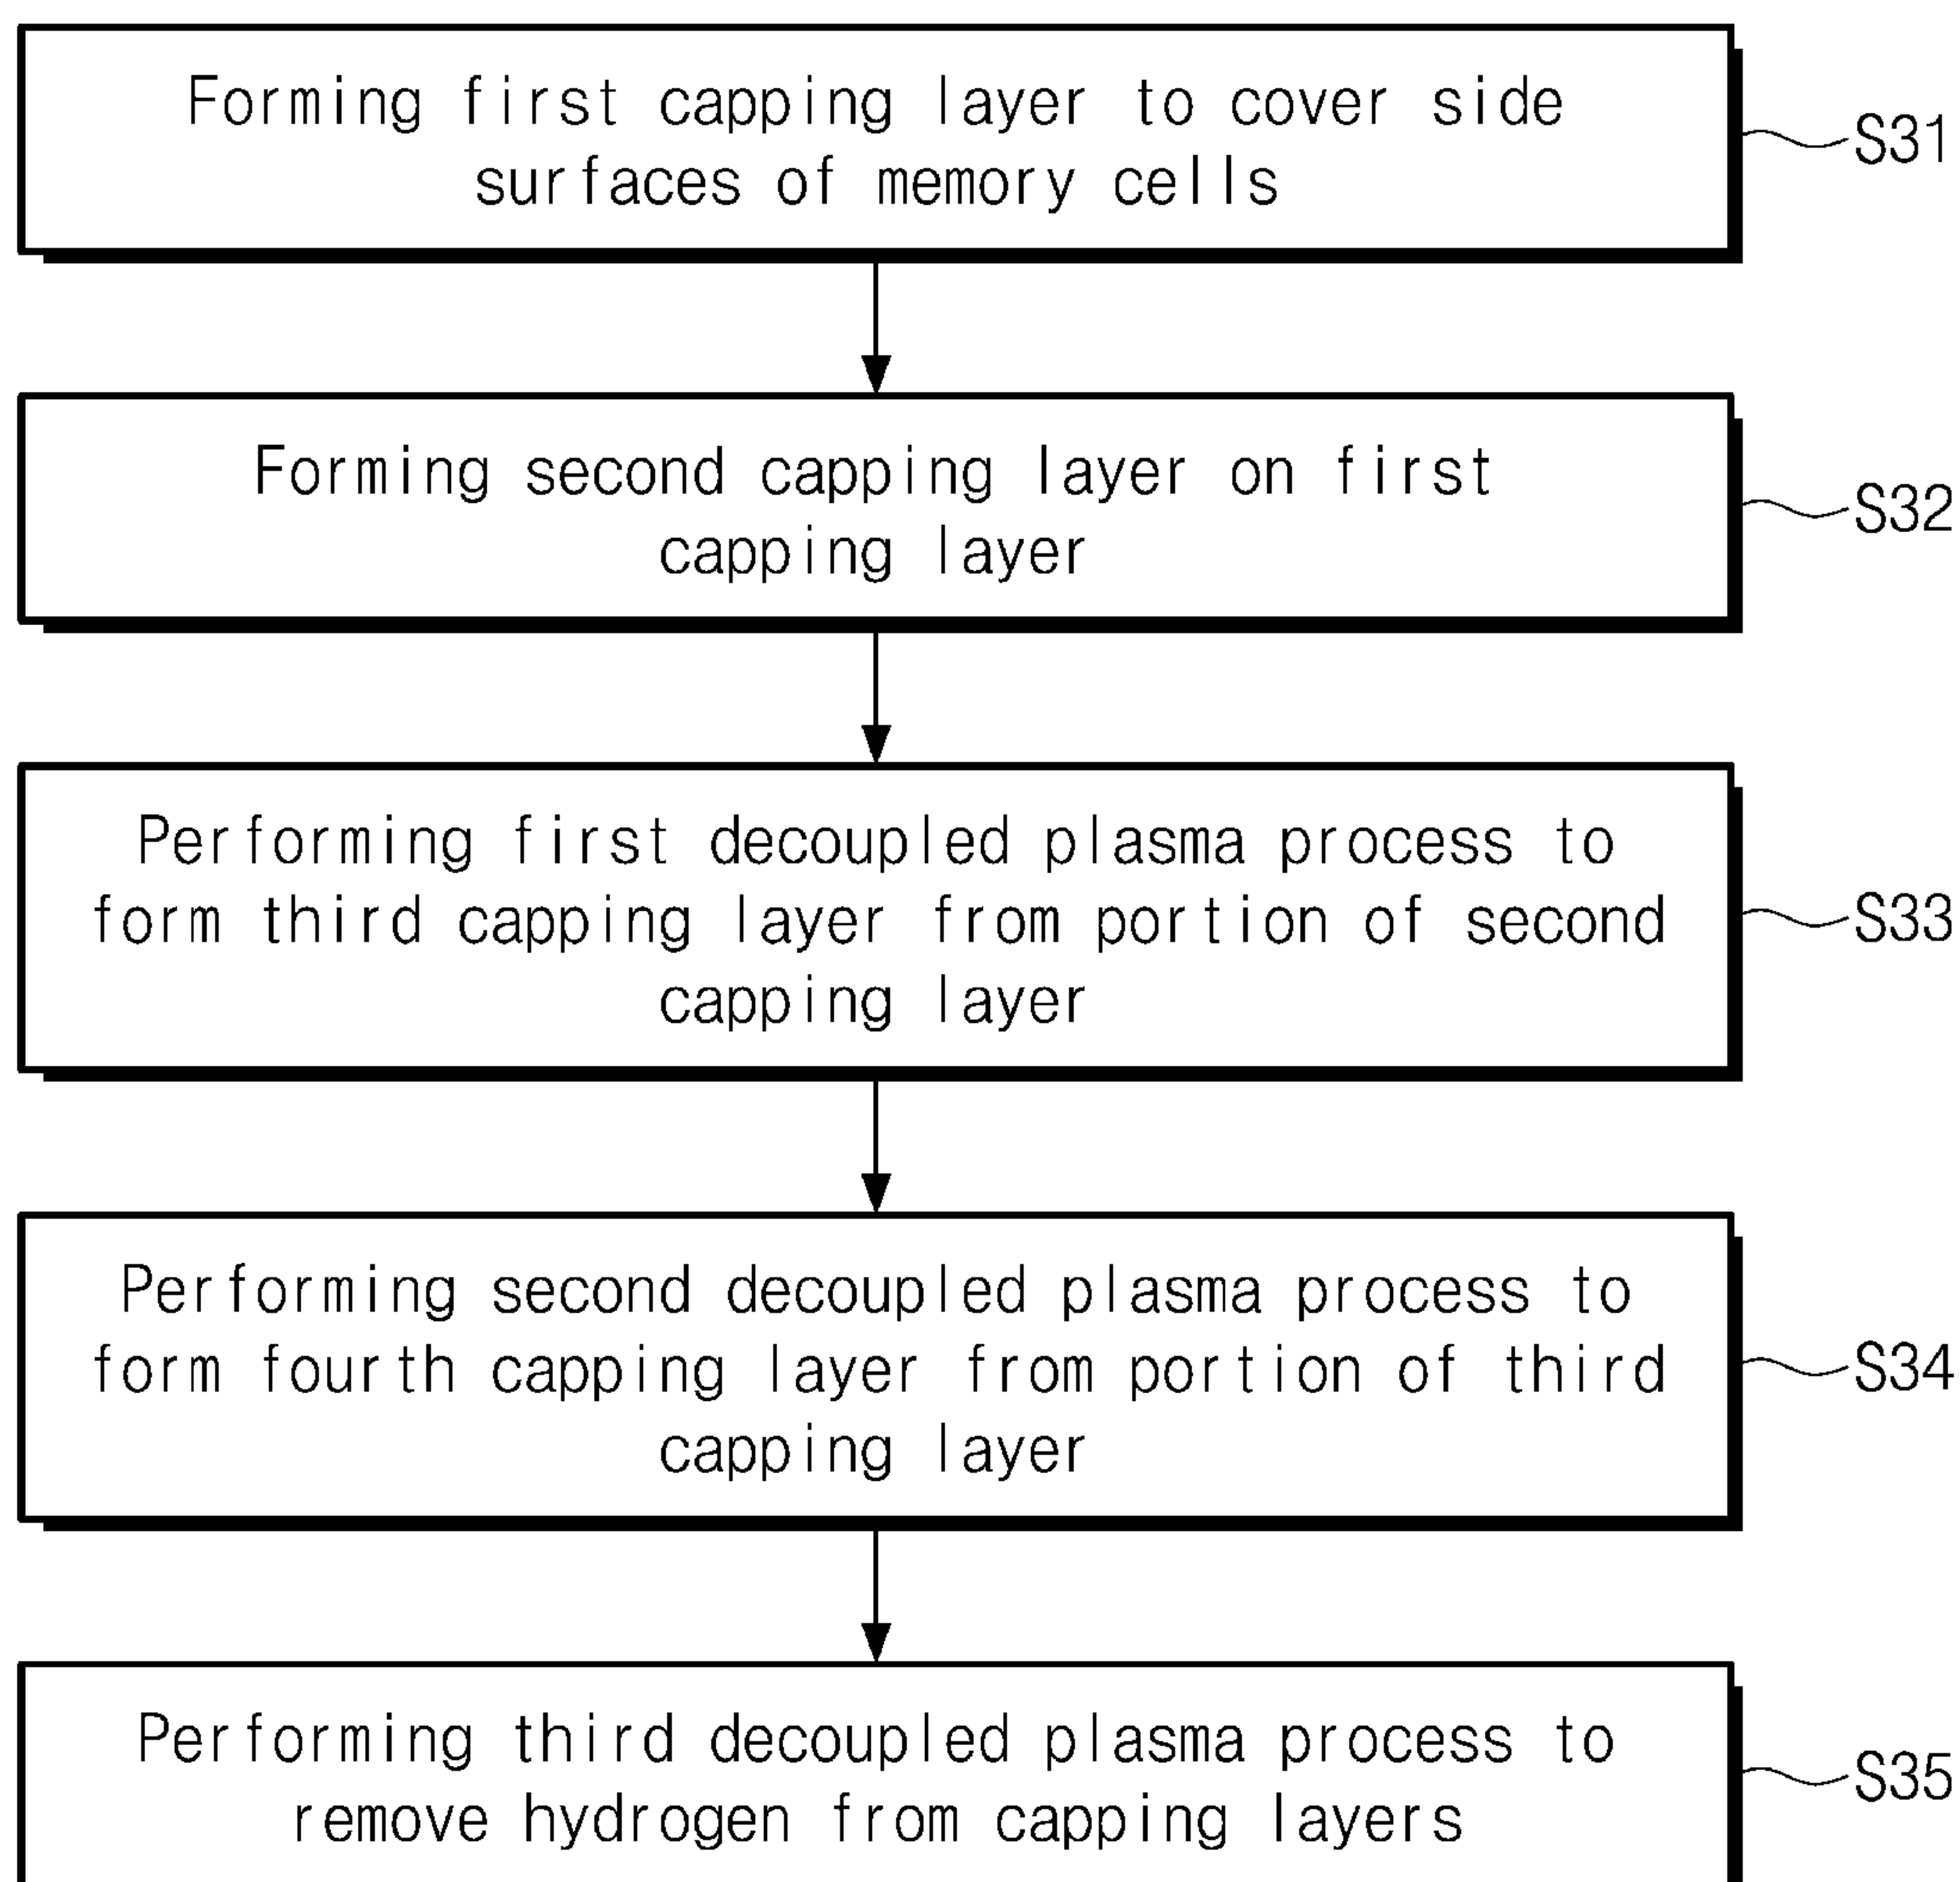 Forming first capping layer to cover side
surfaces of memory cells
S31
Forming second capping layer on first
capping layer
S32
Performing first decoupled plasma process to
form third capping layer from portion of second
capping layer
S33
Performing second decoupled plasma process to
form fourth capping layer from portion of third
capping layer
S34
Performing third decoupled plasma process to
remove hydrogen from capping layers
S35